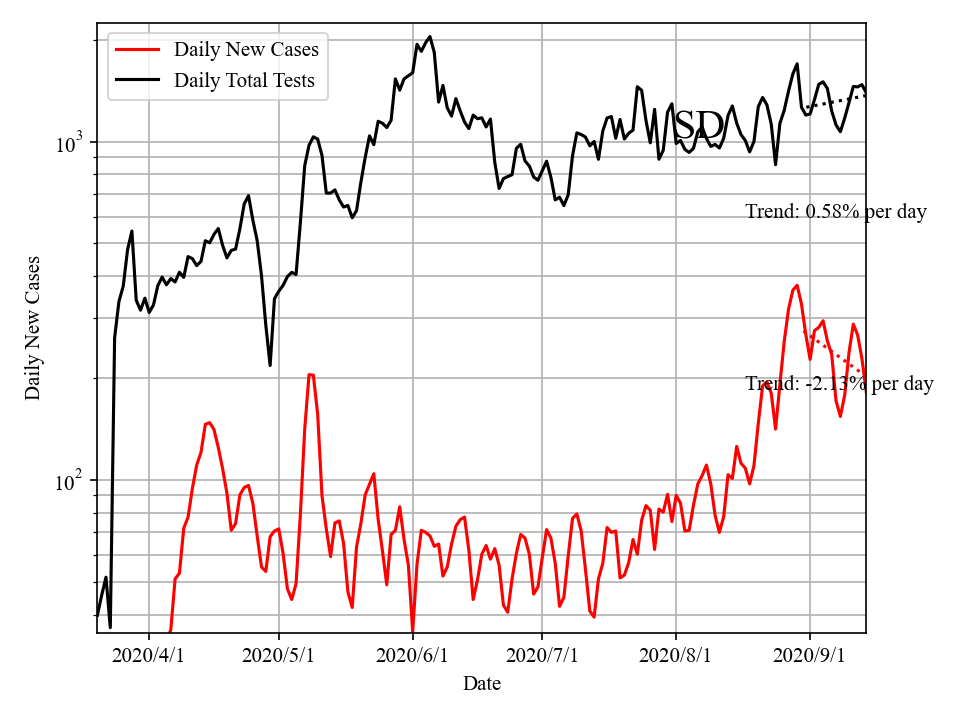 Daily New Cases
Daily Total Tests
SD
10^3
Trend: 0.58% per day
Daily New Cases
Trend: -2.13% per day
10^2
2020/4/1 2020/5/1 2020/6/1 2020/7/1 2020/8/1 2020/9/1
Date